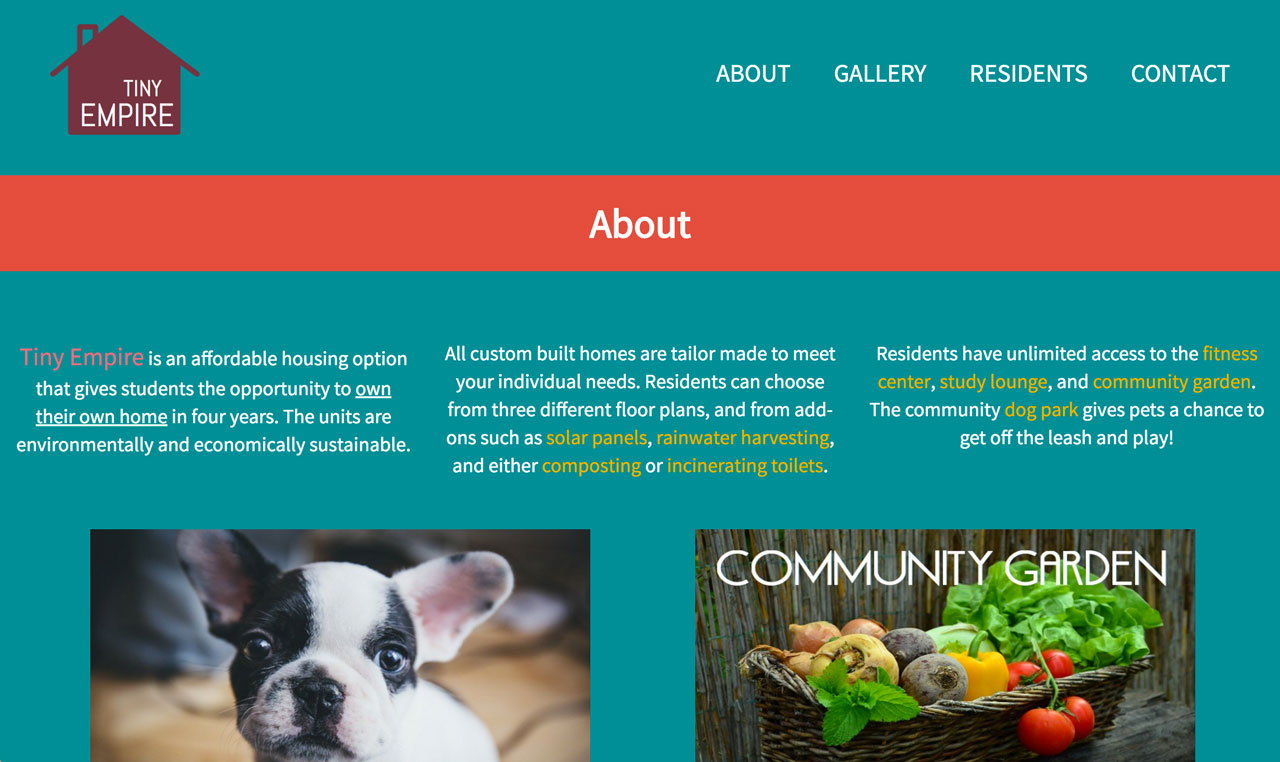 TINY
EMPIRE
ABOUT
GALLERY
RESIDENTS
CONTACT
About
Tiny Empire is an affordable housing option
that gives students the opportunity to own
their own home in four years. The units are
environmentally and economically sustainable.
All custom built homes are tailor made to meet
your individual needs. Residents can choose
from three different floor plans, and from add-
ons such as solar panels, rainwater harvesting,
and either composting or incinerating toilets.
Residents have unlimited access to the fitness
center, study lounge, and community garden.
The community dog park gives pets a chance to
get off the leash and play!
COMMUNITY GARDEN